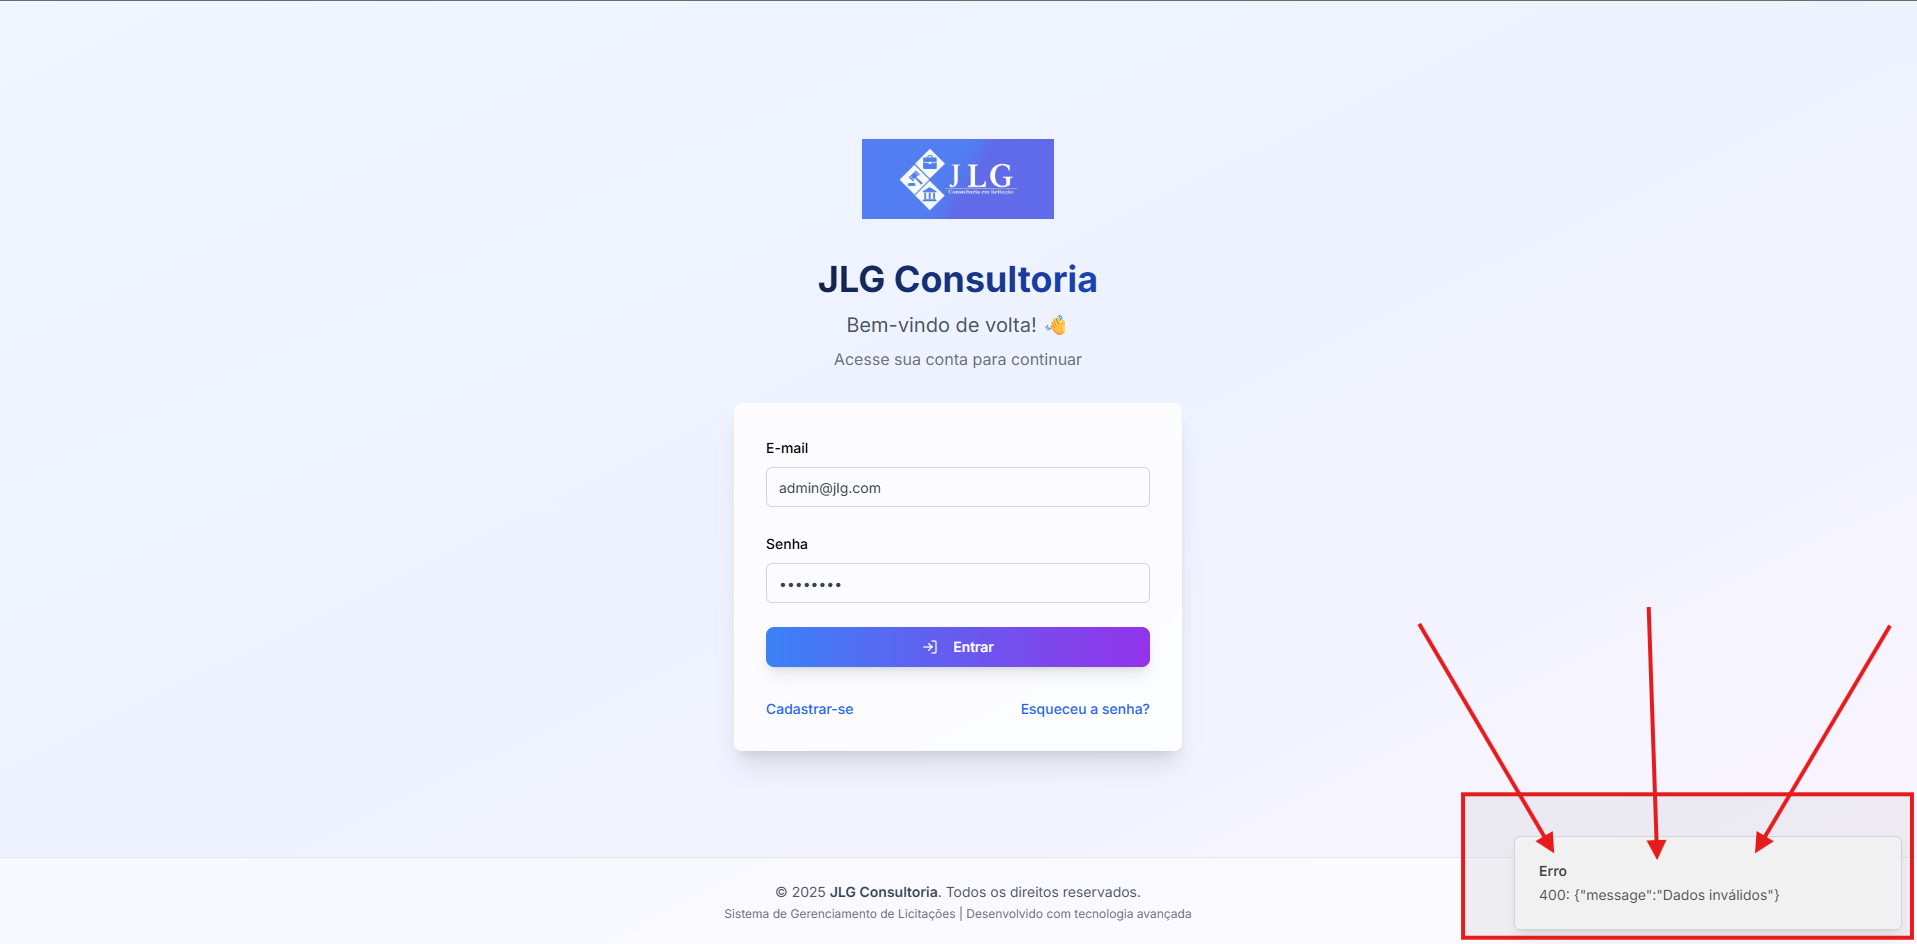 JLG
Consultoria em licitação
JLG Consultoria
Bem-vindo de volta! 👋
Acesse sua conta para continuar
E-mail
admin@jlg.com
Senha
••••••••
Entrar
Cadastrar-se
Esqueceu a senha?
Erro
400: {"message":"Dados inválidos"}
© 2025 JLG Consultoria. Todos os direitos reservados.
Sistema de Gerenciamento de Licitações | Desenvolvido com tecnologia avançada